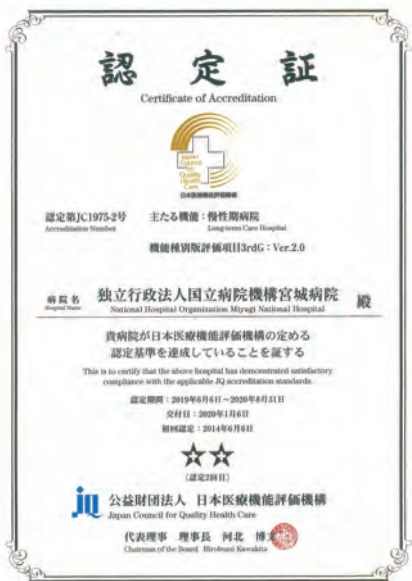 認定証
Certificate of Accreditation
Japan
Council
for
Quality
Health
Care
日本医療機能評価機構
認定第JC1975-2号 主たる機能：慢性期病院
Accreditation Number Long-term Care Hospital
機能種別版評価項目3rdG：Ver.2.0
病院名 独立行政法人国立病院機構宮城病院 殿
Hospital Name National Hospital Organization Miyagi National Hospital
貴病院が日本医療機能評価機構の定める
認定基準を達成していることを証する
This is to certify that the above hospital has demonstrated satisfactory
compliance with the applicable JQ accreditation standards.
認定期間：2019年6月6日～2020年8月31日
交付日：2020年1月6日
初回認定：2014年6月6日
（認定2回目）
jQ 公益財団法人 日本医療機能評価機構
Japan Council for Quality Health Care
代表理事 理事長 河北 博文
Chairman of the Board Hirobumi Kawakita